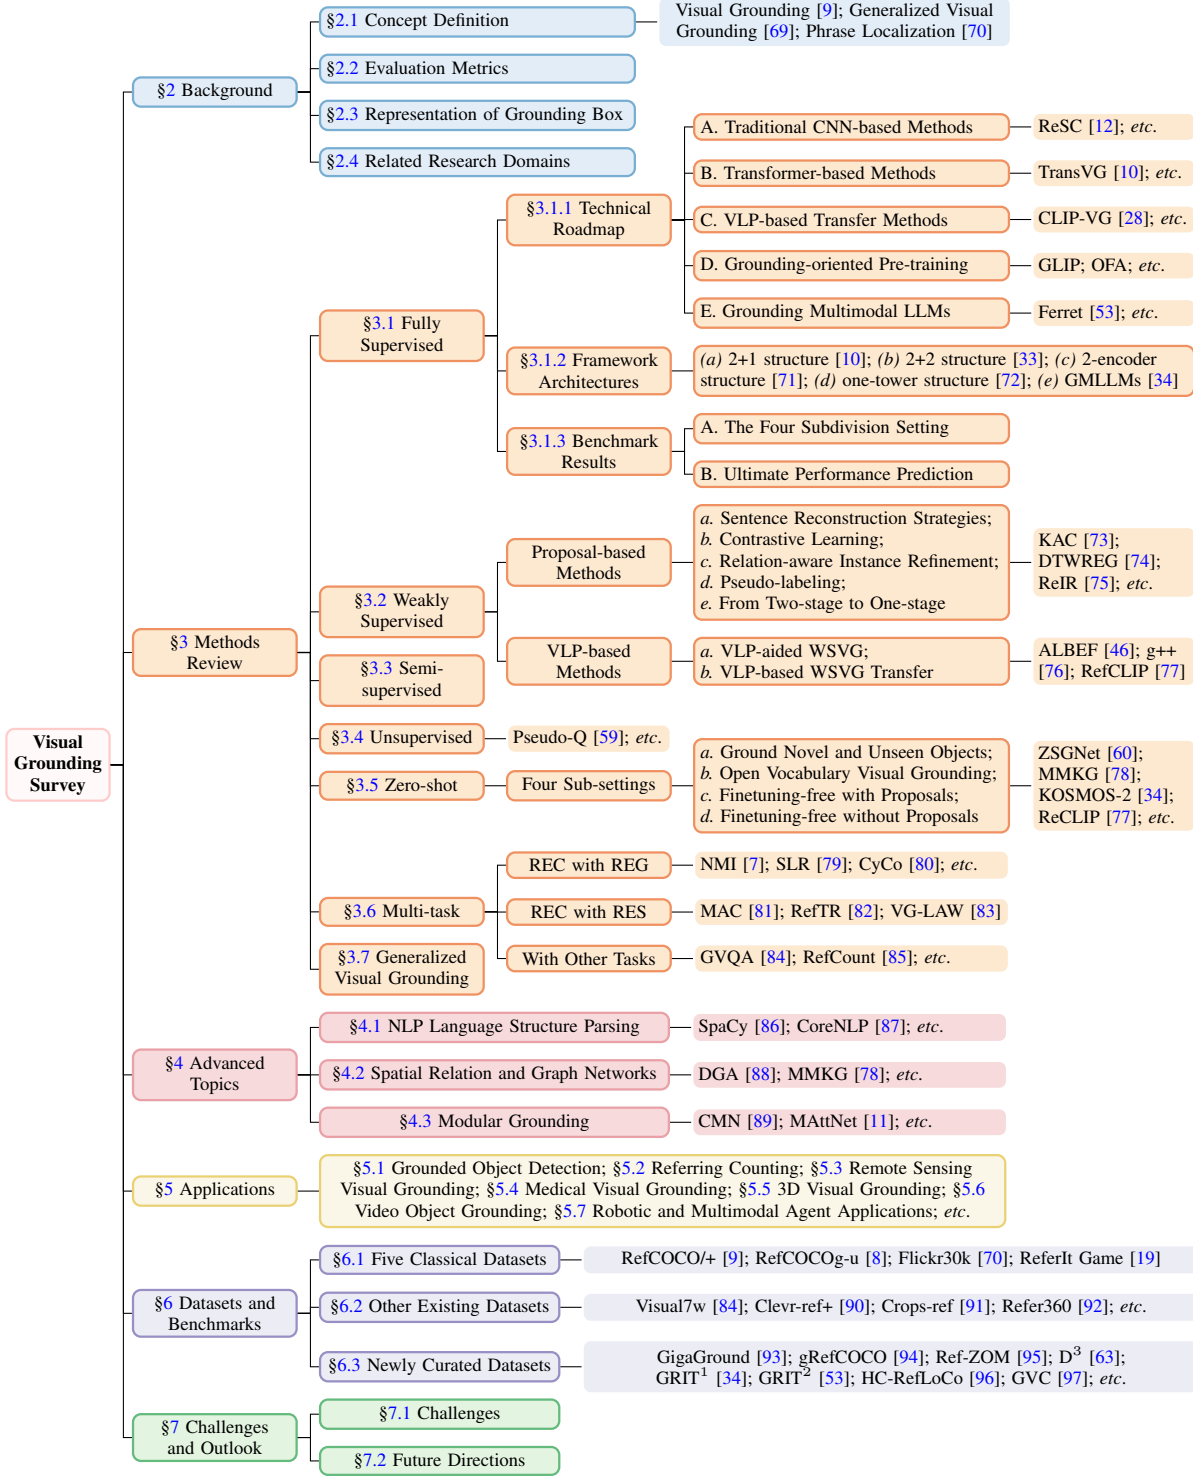 Visual
Grounding
Survey
§2 Background
§2.1 Concept Definition
Visual Grounding [9]; Generalized Visual
Grounding [69]; Phrase Localization [70]
§2.2 Evaluation Metrics
§2.3 Representation of Grounding Box
§2.4 Related Research Domains
§3 Methods
Review
§3.1 Fully
Supervised
§3.1.1 Technical
Roadmap
A. Traditional CNN-based Methods
ReSC [12]; etc.
B. Transformer-based Methods
TransVG [10]; etc.
C. VLP-based Transfer Methods
CLIP-VG [28]; etc.
D. Grounding-oriented Pre-training
GLIP; OFA; etc.
E. Grounding Multimodal LLMs
Ferret [53]; etc.
§3.1.2 Framework
Architectures
(a) 2+1 structure [10]; (b) 2+2 structure [33]; (c) 2-encoder
structure [71]; (d) one-tower structure [72]; (e) GMLLMs [34]
§3.1.3 Benchmark
Results
A. The Four Subdivision Setting
B. Ultimate Performance Prediction
§3.2 Weakly
Supervised
Proposal-based
Methods
a. Sentence Reconstruction Strategies;
b. Contrastive Learning;
c. Relation-aware Instance Refinement;
d. Pseudo-labeling;
e. From Two-stage to One-stage
KAC [73];
DTWREG [74];
ReIR [75]; etc.
VLP-based
Methods
a. VLP-aided WSVG;
b. VLP-based WSVG Transfer
ALBEF [46]; g++
[76]; RefCLIP [77]
§3.3 Semi-
supervised
§3.4 Unsupervised
Pseudo-Q [59]; etc.
§3.5 Zero-shot
Four Sub-settings
a. Ground Novel and Unseen Objects;
b. Open Vocabulary Visual Grounding;
c. Finetuning-free with Proposals;
d. Finetuning-free without Proposals
ZSGNet [60];
MMKG [78];
KOSMOS-2 [34];
ReCLIP [77]; etc.
§3.6 Multi-task
REC with REG
NMI [7]; SLR [79]; CyCo [80]; etc.
REC with RES
MAC [81]; RefTR [82]; VG-LAW [83]
With Other Tasks
GVQA [84]; RefCount [85]; etc.
§3.7 Generalized
Visual Grounding
§4 Advanced
Topics
§4.1 NLP Language Structure Parsing
SpaCy [86]; CoreNLP [87]; etc.
§4.2 Spatial Relation and Graph Networks
DGA [88]; MMKG [78]; etc.
§4.3 Modular Grounding
CMN [89]; MAttNet [11]; etc.
§5 Applications
§5.1 Grounded Object Detection; §5.2 Referring Counting; §5.3 Remote Sensing
Visual Grounding; §5.4 Medical Visual Grounding; §5.5 3D Visual Grounding; §5.6
Video Object Grounding; §5.7 Robotic and Multimodal Agent Applications; etc.
§6 Datasets and
Benchmarks
§6.1 Five Classical Datasets
RefCOCO/+ [9]; RefCOCOg-u [8]; Flickr30k [70]; ReferIt Game [19]
§6.2 Other Existing Datasets
Visual7w [84]; Clevr-ref+ [90]; Crops-ref [91]; Refer360 [92]; etc.
§6.3 Newly Curated Datasets
GigaGround [93]; gRefCOCO [94]; Ref-ZOM [95]; D³ [63];
GRIT¹ [34]; GRIT² [53]; HC-RefLoCo [96]; GVC [97]; etc.
§7 Challenges
and Outlook
§7.1 Challenges
§7.2 Future Directions